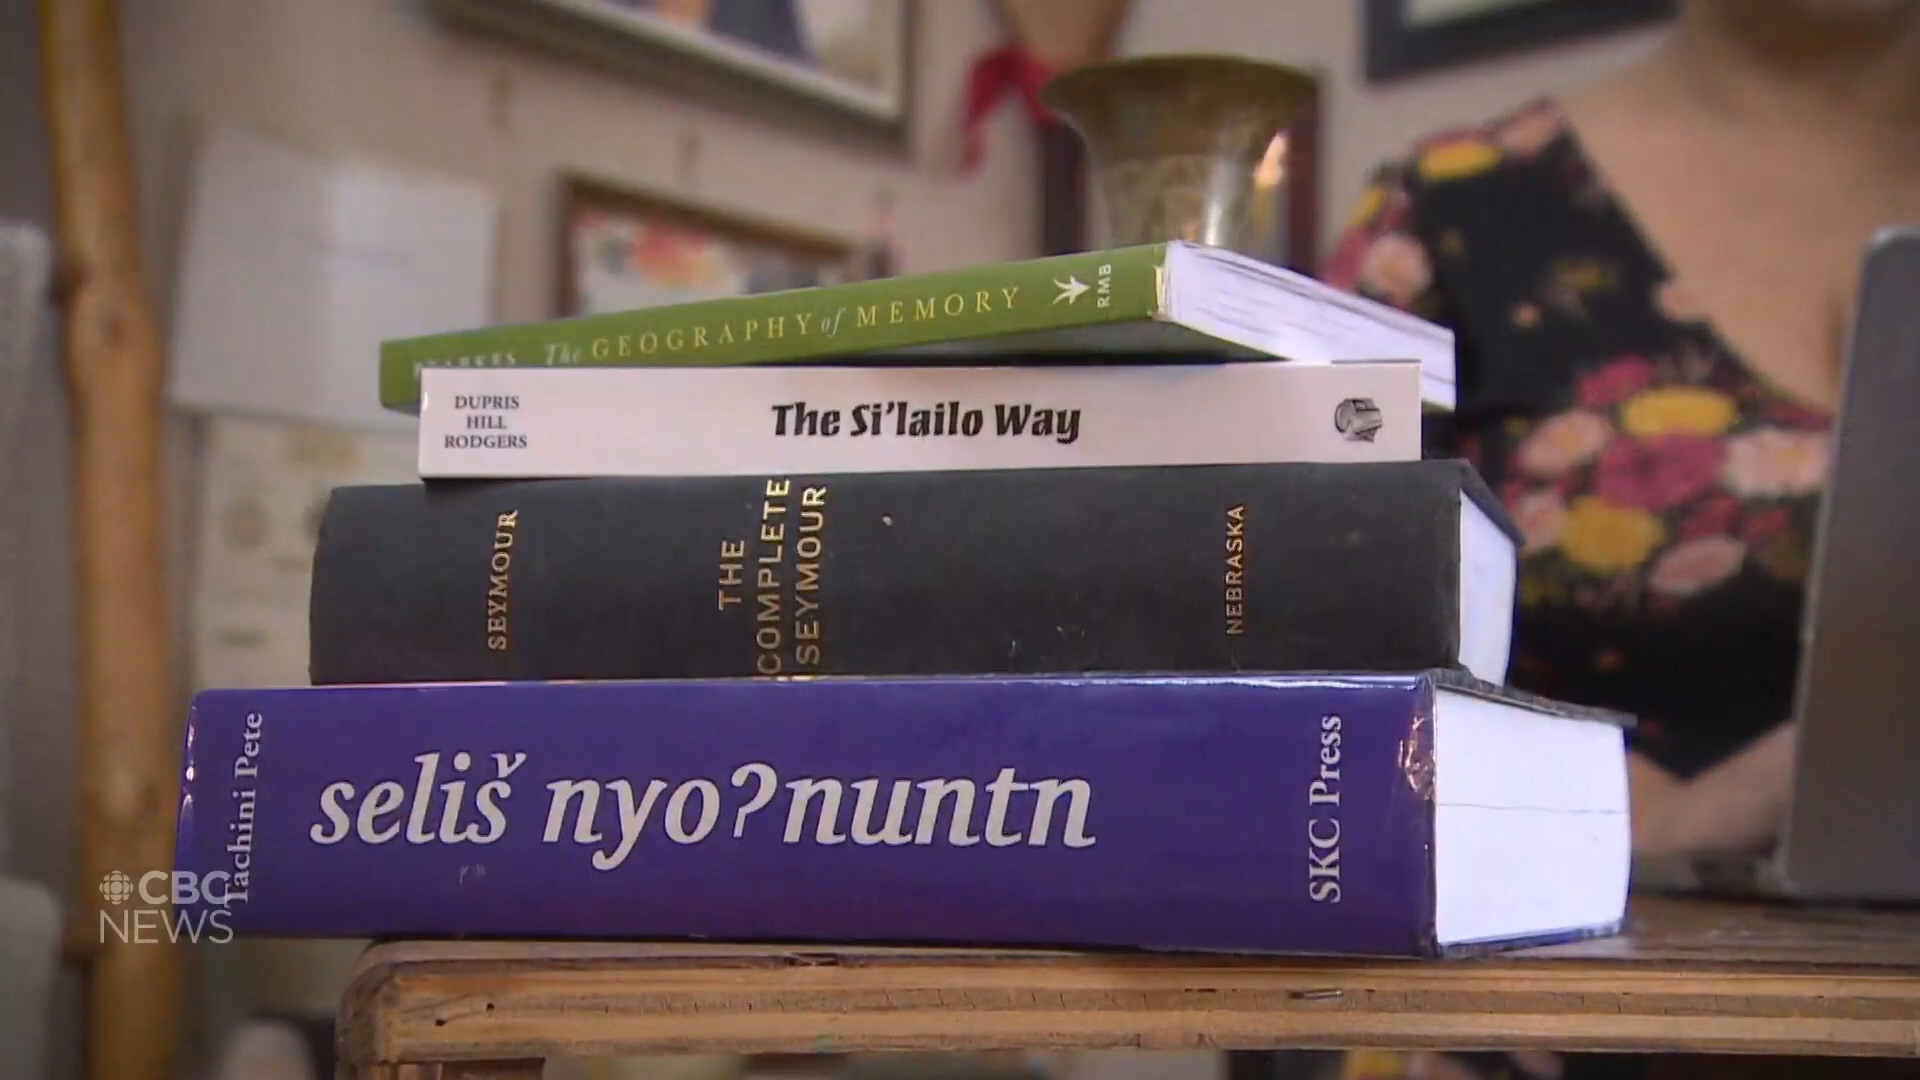 The GEOGRAPHY of MEMORY
RMB
DUPRIS
HILL
RODGERS
The Si'lailo Way
SEYMOUR
THE
COMPLETE
SEYMOUR
NEBRASKA
Tachini Pete
seliš nyoʔnuntn
SKC Press
CBC
NEWS